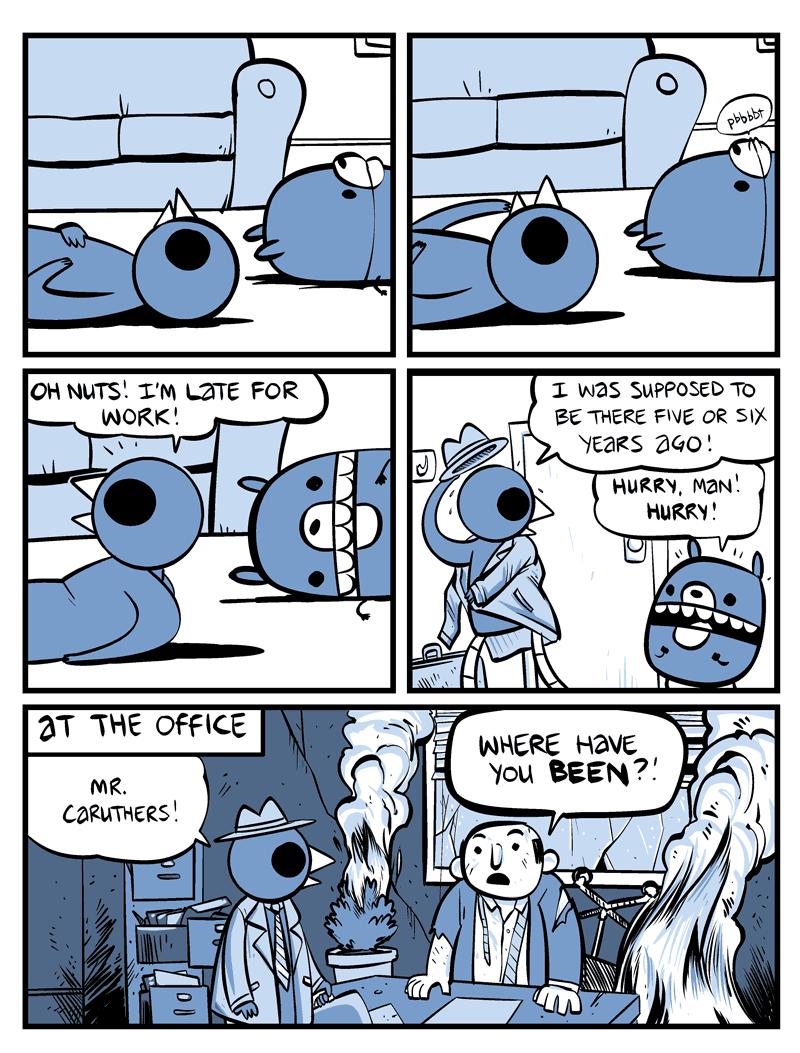 pbbbbt
OH NUTS! I'M LATE FOR
WORK!
I WAS SUPPOSED TO
BE THERE FIVE OR SIX
YEARS AGO!
HURRY, MAN!
HURRY!
AT THE OFFICE
MR.
CARUTHERS!
WHERE HAVE
YOU BEEN?!